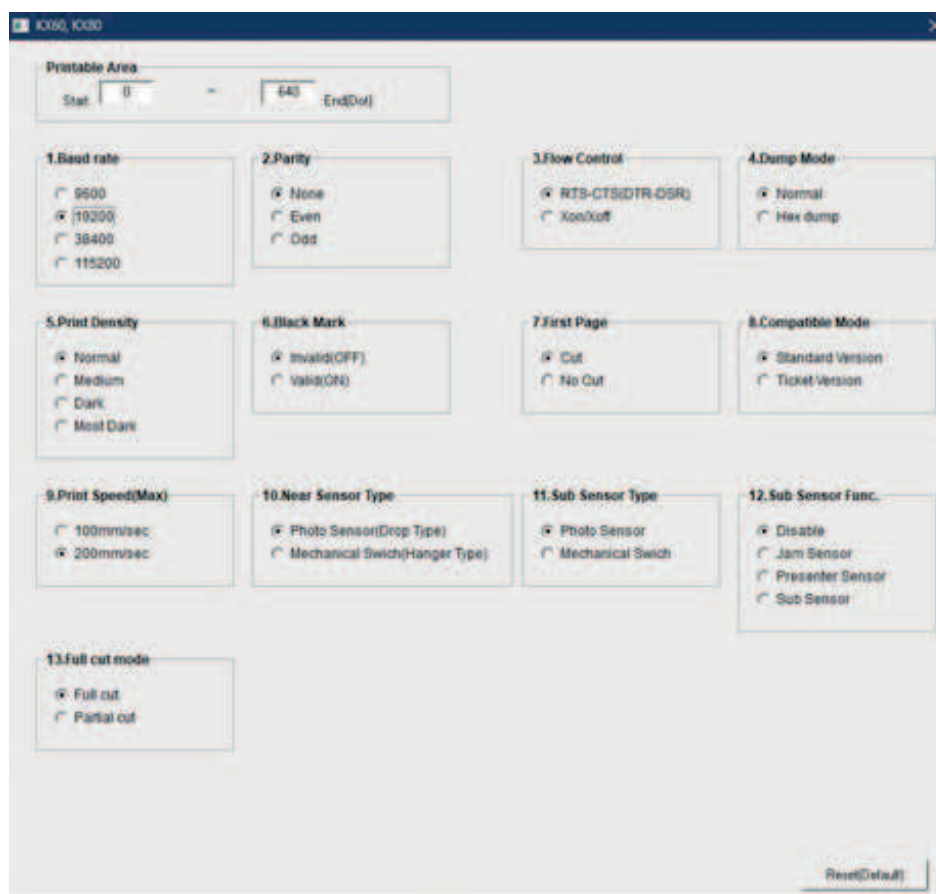 KX60, KX80
Printable Area
Start 0 ~ 640 End(Dot)
1.Baud rate
9600
19200
38400
115200
2.Parity
None
Even
Odd
3.Flow Control
RTS-CTS(DTR-DSR)
Xon/Xoff
4.Dump Mode
Normal
Hex dump
5.Print Density
Normal
Medium
Dark
Most Dark
6.Black Mark
Invalid(OFF)
Valid(ON)
7.First Page
Cut
No Cut
8.Compatible Mode
Standard Version
Ticket Version
9.Print Speed(Max)
100mm/sec
200mm/sec
10.Near Sensor Type
Photo Sensor(Drop Type)
Mechanical Swich(Hanger Type)
11.Sub Sensor Type
Photo Sensor
Mechanical Swich
12.Sub Sensor Func.
Disable
Jam Sensor
Presenter Sensor
Sub Sensor
13.Full cut mode
Full cut
Partial cut
Reset(Default)